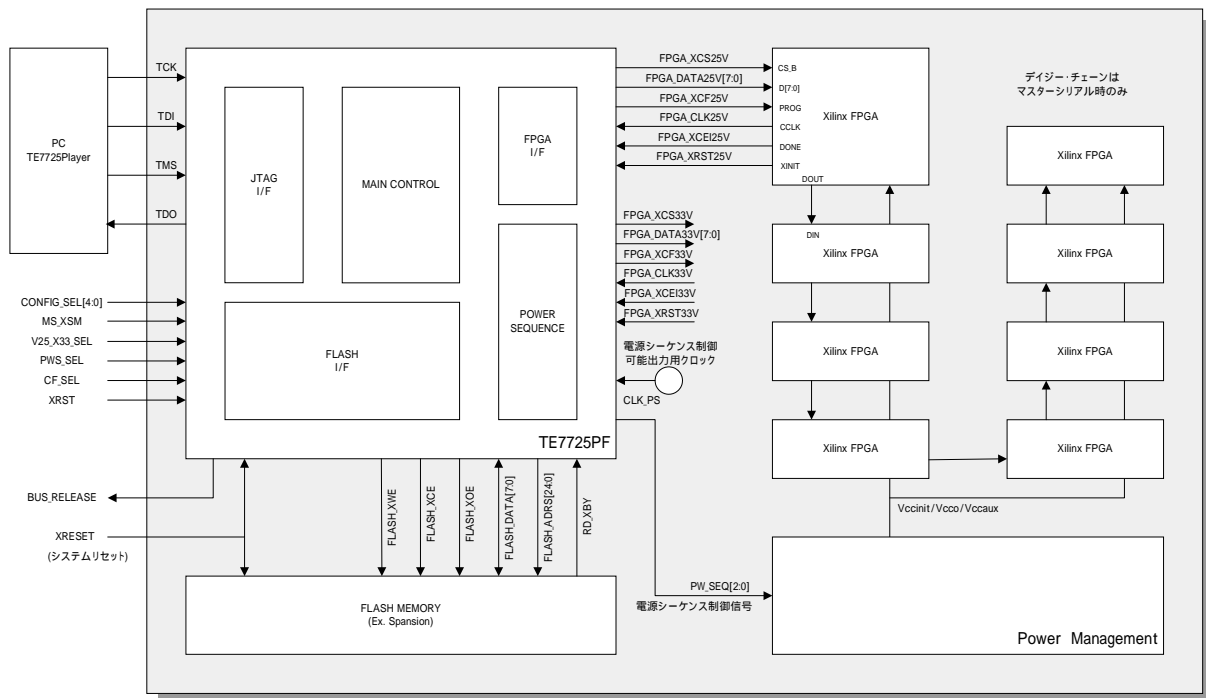 PC
TE7725Player
TCK
TDI
TMS
TDO
CONFIG_SEL[4:0]
MS_XSM
V25_X33_SEL
PWS_SEL
CF_SEL
XRST
BUS_RELEASE
XRESET
(システムリセット)
JTAG
I/F
MAIN CONTROL
FPGA
I/F
FLASH
I/F
POWER
SEQUENCE
TE7725PF
FPGA_XCS25V
FPGA_DATA25V[7:0]
FPGA_XCF25V
FPGA_CLK25V
FPGA_XCEI25V
FPGA_XRST25V
FPGA_XCS33V
FPGA_DATA33V[7:0]
FPGA_XCF33V
FPGA_CLK33V
FPGA_XCEI33V
FPGA_XRST33V
電源シーケンス制御
可能出力用クロック
CLK_PS
FLASH_XWE
FLASH_XCE
FLASH_XOE
FLASH_DATA[7:0]
FLASH_ADRS[24:0]
RD_XBY
FLASH MEMORY
(Ex. Spansion)
PW_SEQ[2:0]
電源シーケンス制御信号
CS_B
D[7:0]
PROG
CCLK
DONE
XINIT
Xilinx FPGA
DOUT
DIN
Xilinx FPGA
Xilinx FPGA
Xilinx FPGA
デイジー・チェーンは
マスターシリアル時のみ
Xilinx FPGA
Xilinx FPGA
Xilinx FPGA
Xilinx FPGA
Vccinit/Vcco/Vccaux
Power Management